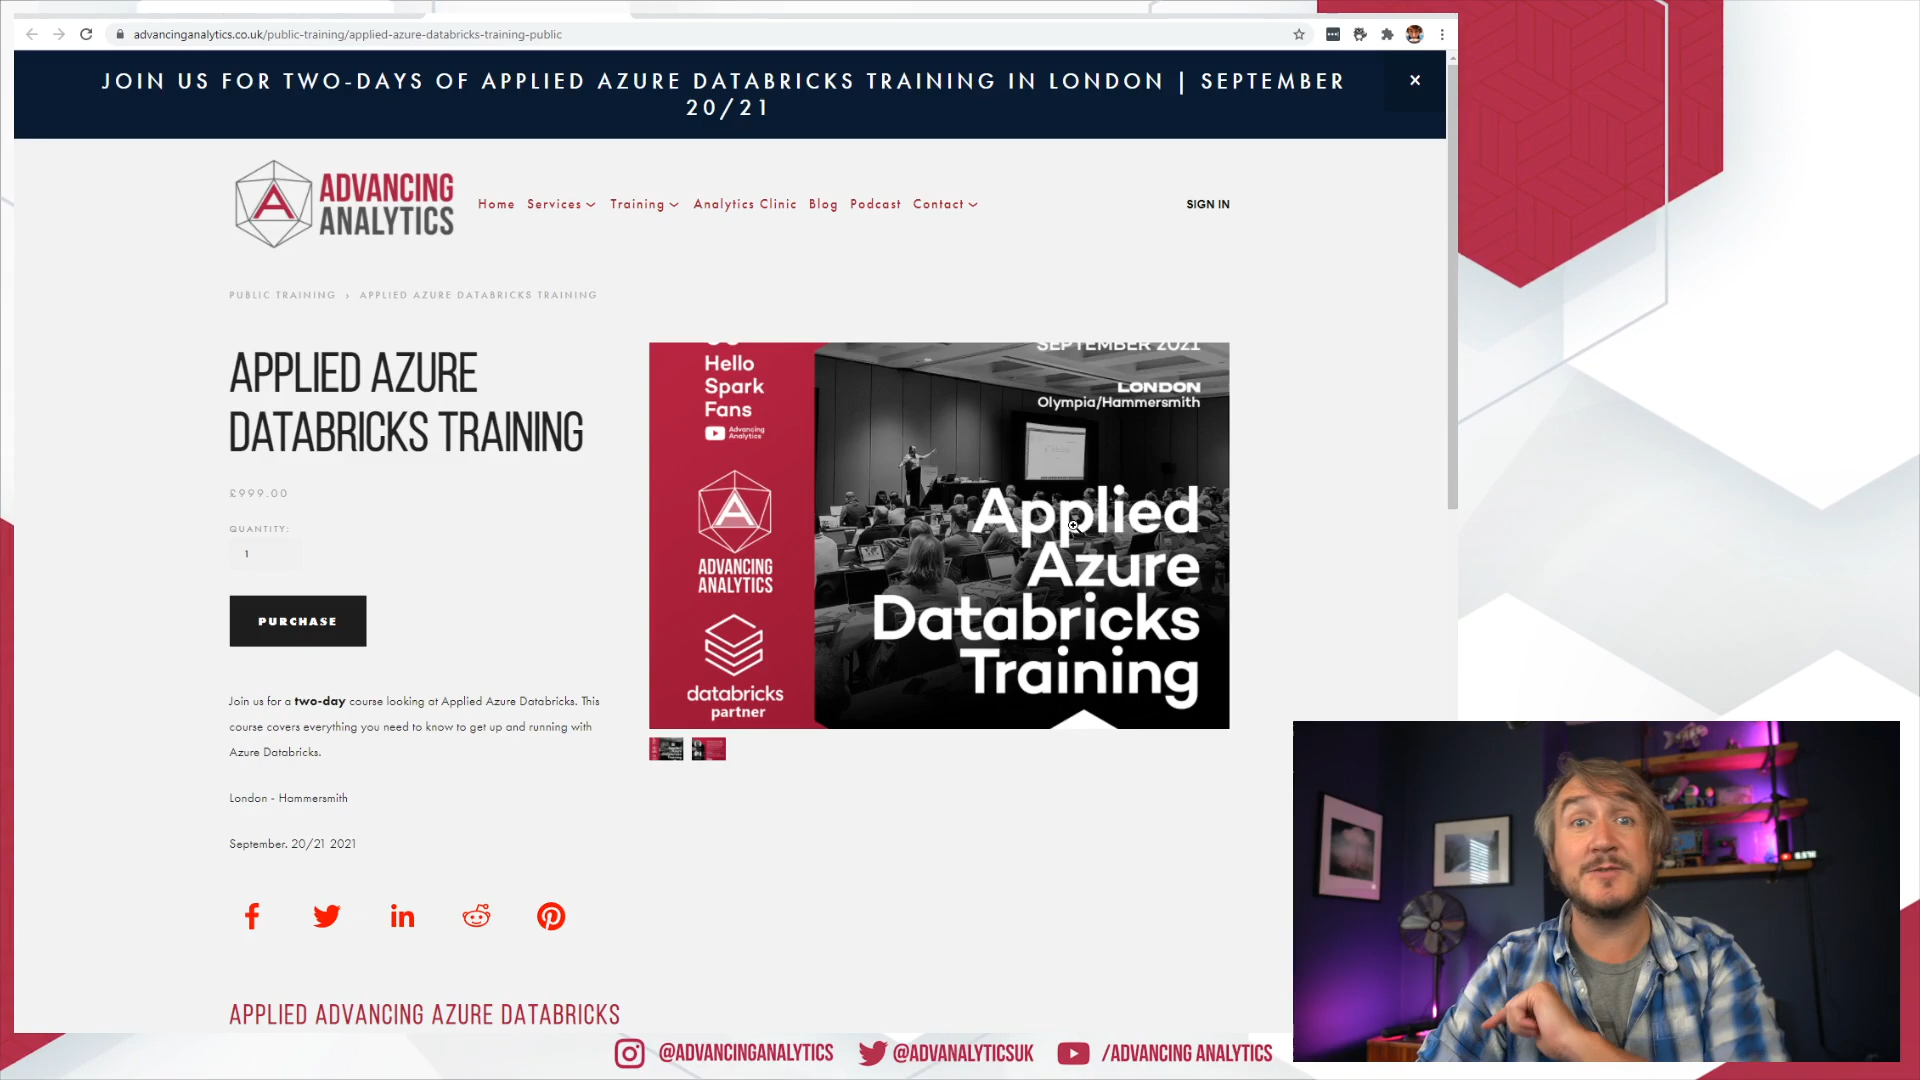 advancinganalytics.co.uk/public-training/applied-azure-databricks-training-public
JOIN US FOR TWO-DAYS OF APPLIED AZURE DATABRICKS TRAINING IN LONDON | SEPTEMBER
20/21
ADVANCING
ANALYTICS
Home Services Training Analytics Clinic Blog Podcast Contact
SIGN IN
PUBLIC TRAINING › APPLIED AZURE DATABRICKS TRAINING
APPLIED AZURE
DATABRICKS TRAINING
£999.00
QUANTITY:
1
PURCHASE
Join us for a two-day course looking at Applied Azure Databricks. This
course covers everything you need to know to get up and running with
Azure Databricks.
London - Hammersmith
September. 20/21 2021
Hello
Spark
Fans
Advancing
Analytics
ADVANCING
ANALYTICS
databricks
partner
SEPTEMBER 2021
LONDON
Olympia/Hammersmith
Applied
Azure
Databricks
Training
APPLIED ADVANCING AZURE DATABRICKS
@ADVANCINGANALYTICS @ADVANALYTICSUK /ADVANCING ANALYTICS